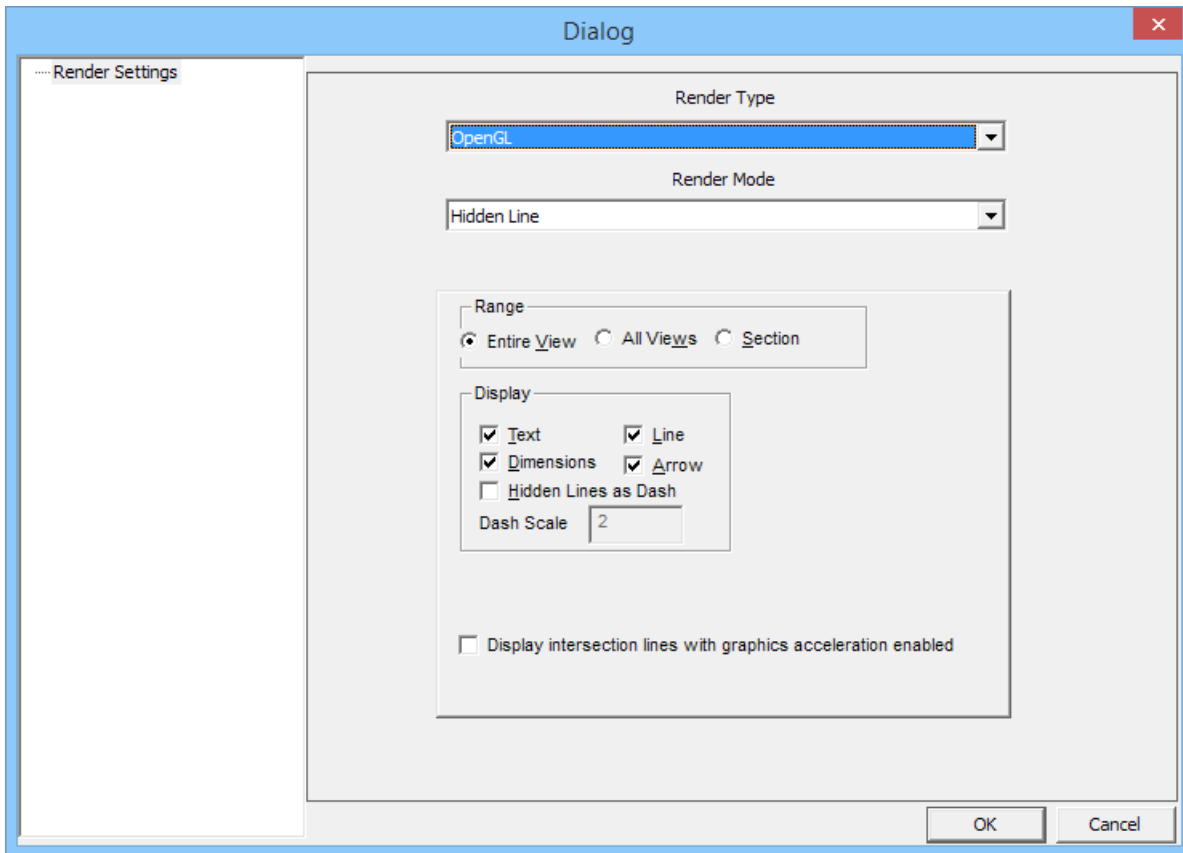 Dialog
Render Settings
Render Type
OpenGL
Render Mode
Hidden Line
Range
Entire View All Views Section
Display
Text Line
Dimensions Arrow
Hidden Lines as Dash
Dash Scale 2
Display intersection lines with graphics acceleration enabled
OK Cancel